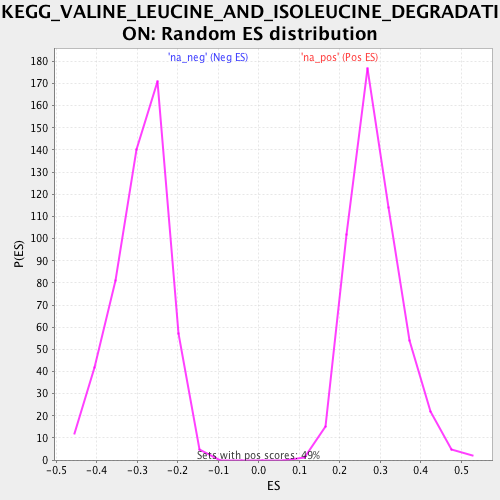 KEGG_VALINE_LEUCINE_AND_ISOLEUCINE_DEGRADATI
ON: Random ES distribution
'na_neg' (Neg ES) 'na_pos' (Pos ES)
180
170
160
150
140
130
120
110
100
90
80
70
60
50
40
30
20
10
0
P(ES)
Sets with pos scores: 49%
-0.5 -0.4 -0.3 -0.2 -0.1 0.0 0.1 0.2 0.3 0.4 0.5
ES